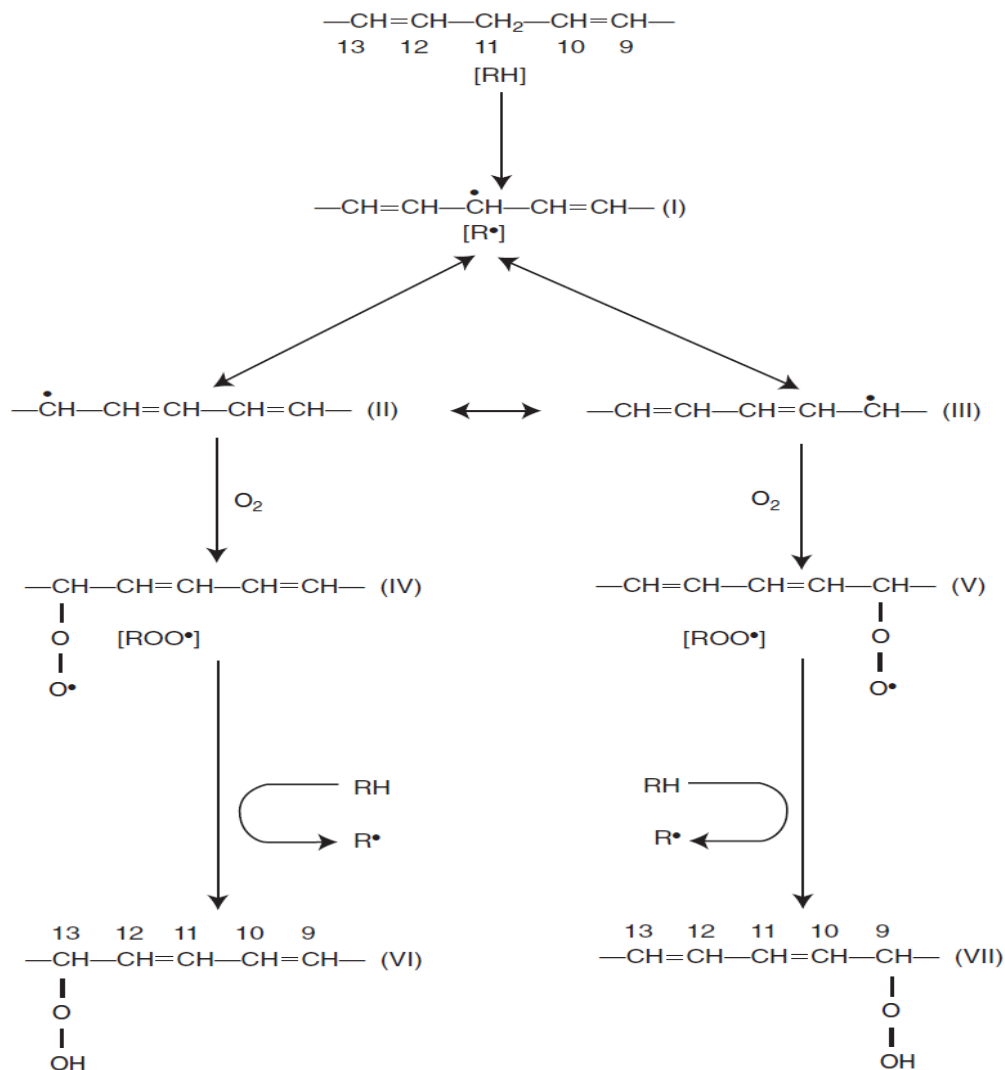 —CH=CH—CH₂—CH=CH—
13 12 11 10 9
[RH]
—CH=CH—ĊH—CH=CH—(I)
[R•]
—ĊH—CH=CH—CH=CH— (II)
—CH=CH—CH=CH—ĊH— (III)
O₂
O₂
—CH—CH=CH—CH=CH— (IV)
—CH=CH—CH=CH—CH— (V)
O [ROO•]
[ROO•] O
O•
O•
RH
RH
R•
R•
13 12 11 10 9
13 12 11 10 9
—CH—CH=CH—CH=CH— (VI)
—CH=CH—CH=CH—CH— (VII)
O
O
OH
OH